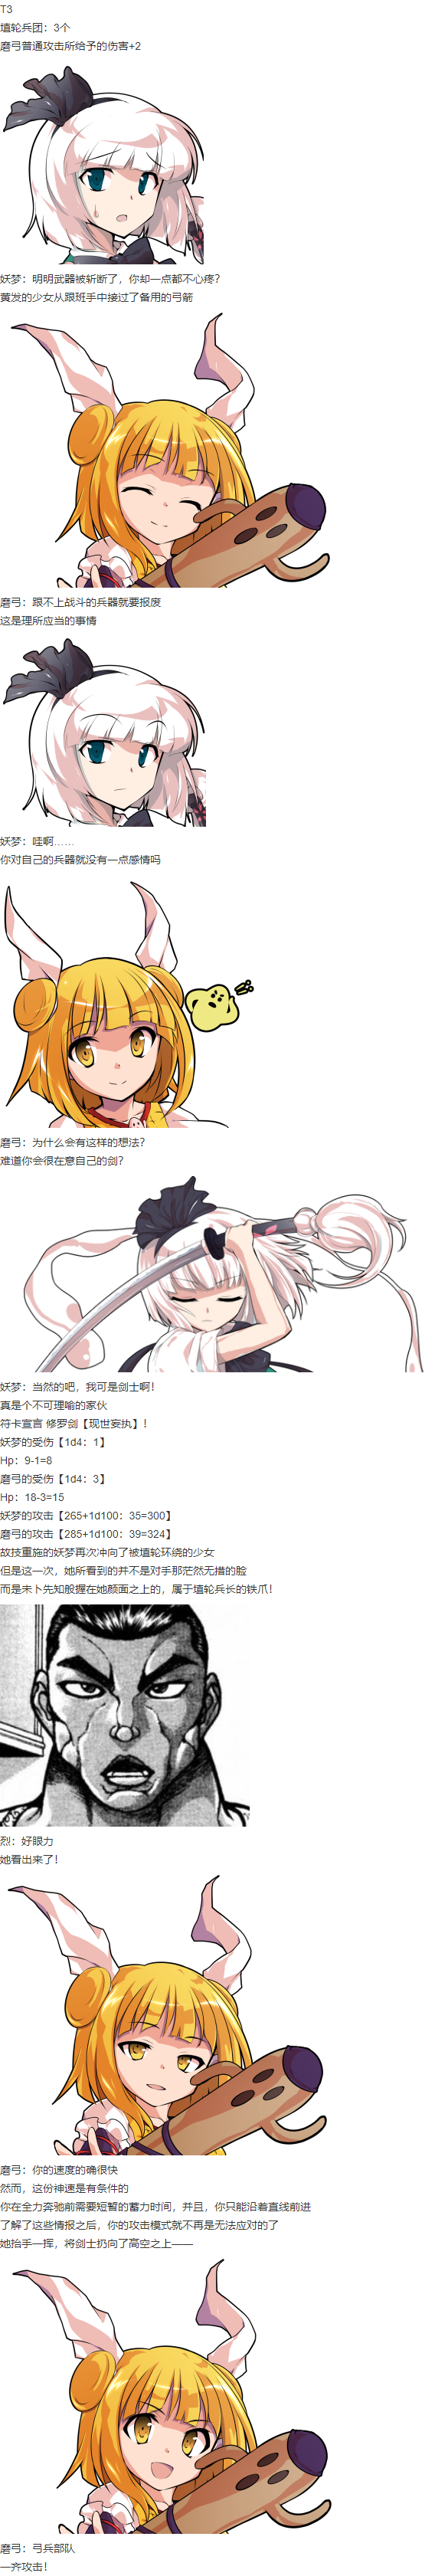 T3
埴轮兵团：3个
磨弓普通攻击所给予的伤害+2
妖梦：明明武器被斩断了，你却一点都不心疼？
黄发的少女从跟班手中接过了备用的弓箭
磨弓：跟不上战斗的兵器就要报废
这是理所应当的事情
妖梦：哇啊……
你对自己的兵器就没有一点感情吗
磨弓：为什么会有这样的想法？
难道你会很在意自己的剑？
妖梦：当然的吧，我可是剑士啊！
真是个不可理喻的家伙
符卡宣言 修罗剑【现世妄执】！
妖梦的受伤【1d4：1】
Hp：9-1=8
磨弓的受伤【1d4：3】
Hp：18-3=15
妖梦的攻击【265+1d100：35=300】
磨弓的攻击【285+1d100：39=324】
故技重施的妖梦再次冲向了被埴轮环绕的少女
但是这一次，她所看到的并不是对手那茫然无措的脸
而是未卜先知般握在她颜面之上的，属于埴轮兵长的铁爪！
烈：好眼力
她看出来了！
磨弓：你的速度的确很快
然而，这份神速是有条件的
你在全力奔驰前需要短暂的蓄力时间，并且，你只能沿着直线前进
了解了这些情报之后，你的攻击模式就不再是无法应对的了
她抬手一挥，将剑士扔向了高空之上——
磨弓：弓兵部队
一齐攻击！